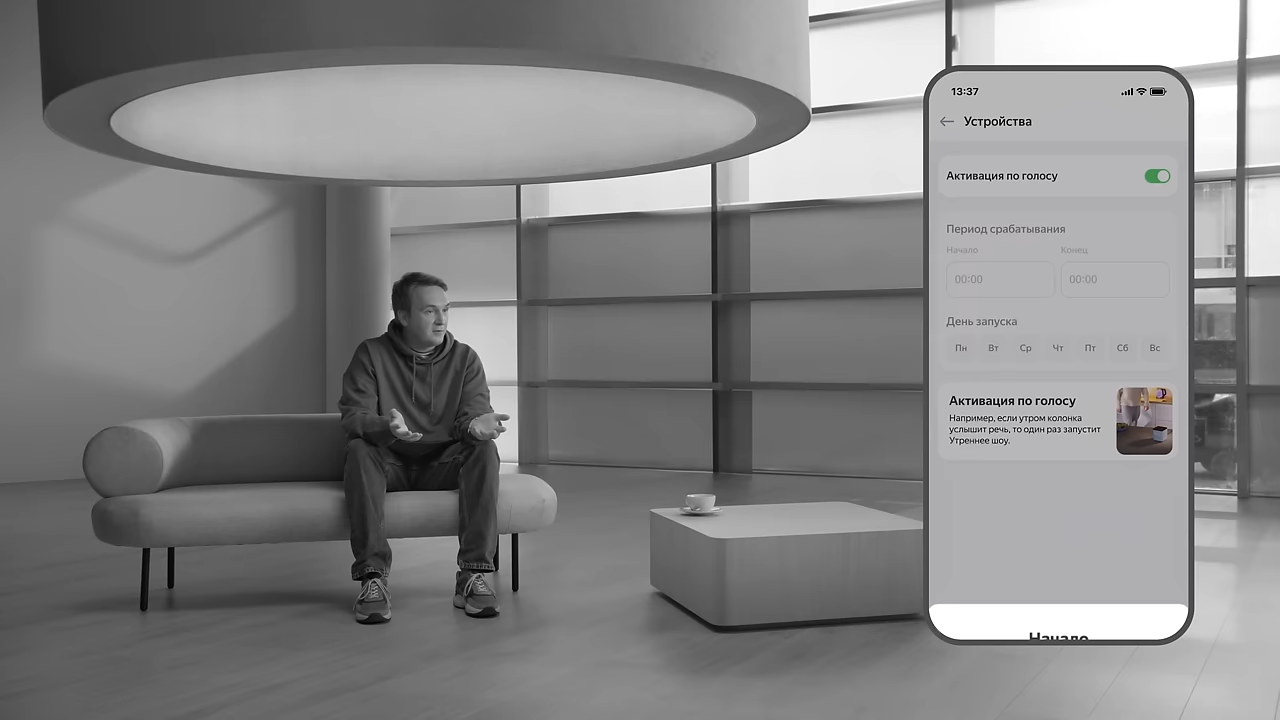 13:37
Устройства
Активация по голосу
Период срабатывания
Начало Конец
00:00 00:00
День запуска
Пн Вт Ср Чт Пт Сб Вс
Активация по голосу
Например, если утром колонка
услышит речь, то один раз запустит
Утреннее шоу.
Начало